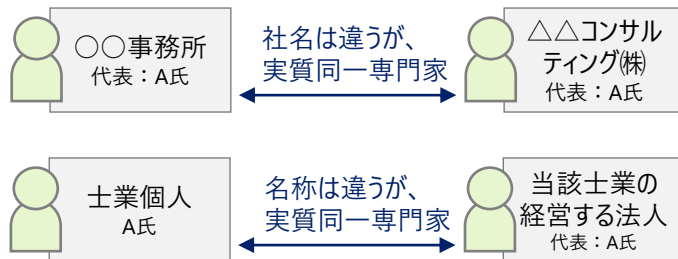 ○○事務所
代表：A氏
社名は違うが、
実質同一専門家
△△コンサル
ティング㈱
代表：A氏
士業個人
A氏
名称は違うが、
実質同一専門家
当該士業の
経営する法人
代表：A氏